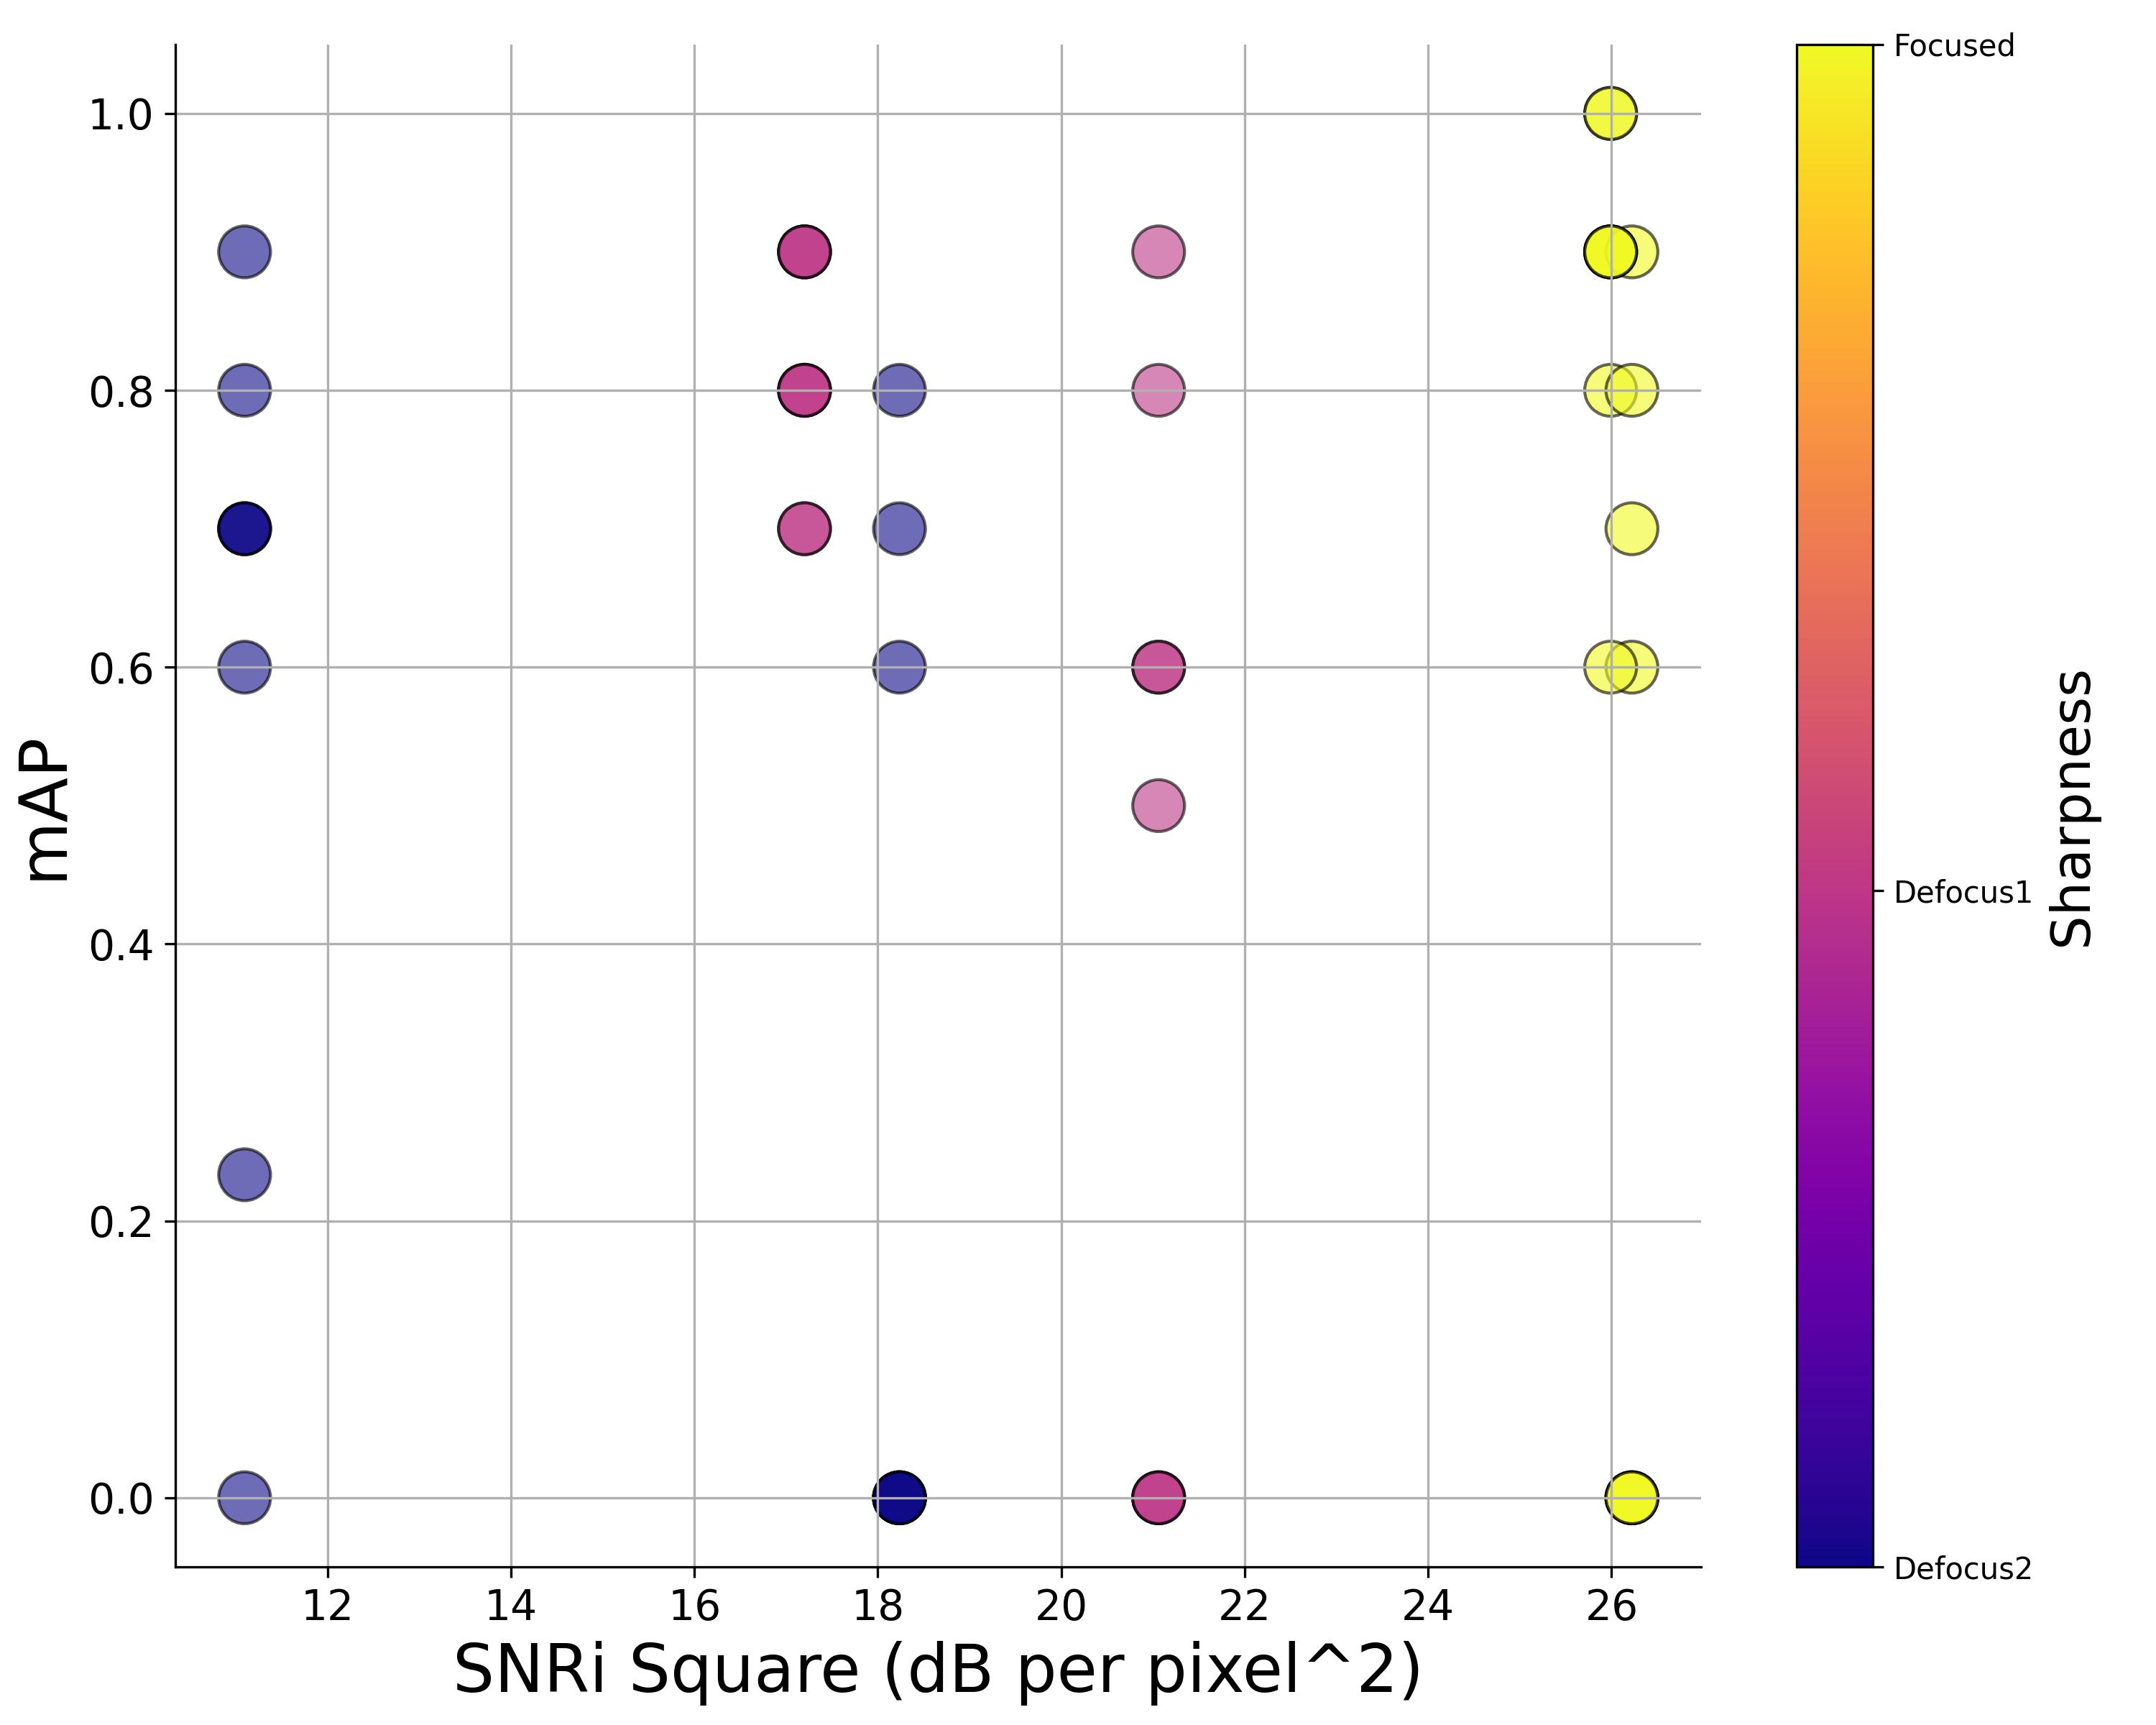 mAP
1.0
0.8
0.6
0.4
0.2
0.0
12 14 16 18 20 22 24 26
SNRi Square (dB per pixel^2)
Focused
Defocus1
Defocus2
Sharpness